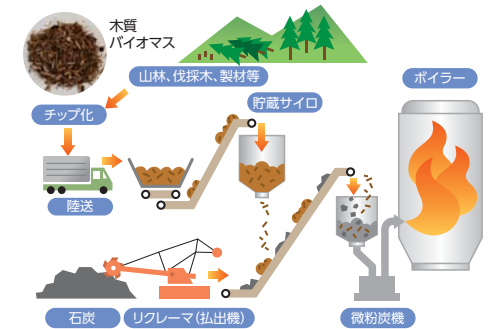 木質
バイオマス
山林、伐採木、製材等
ボイラー
チップ化
貯蔵サイロ
陸送
石炭
リクレーマ(払出機)
微粉炭機